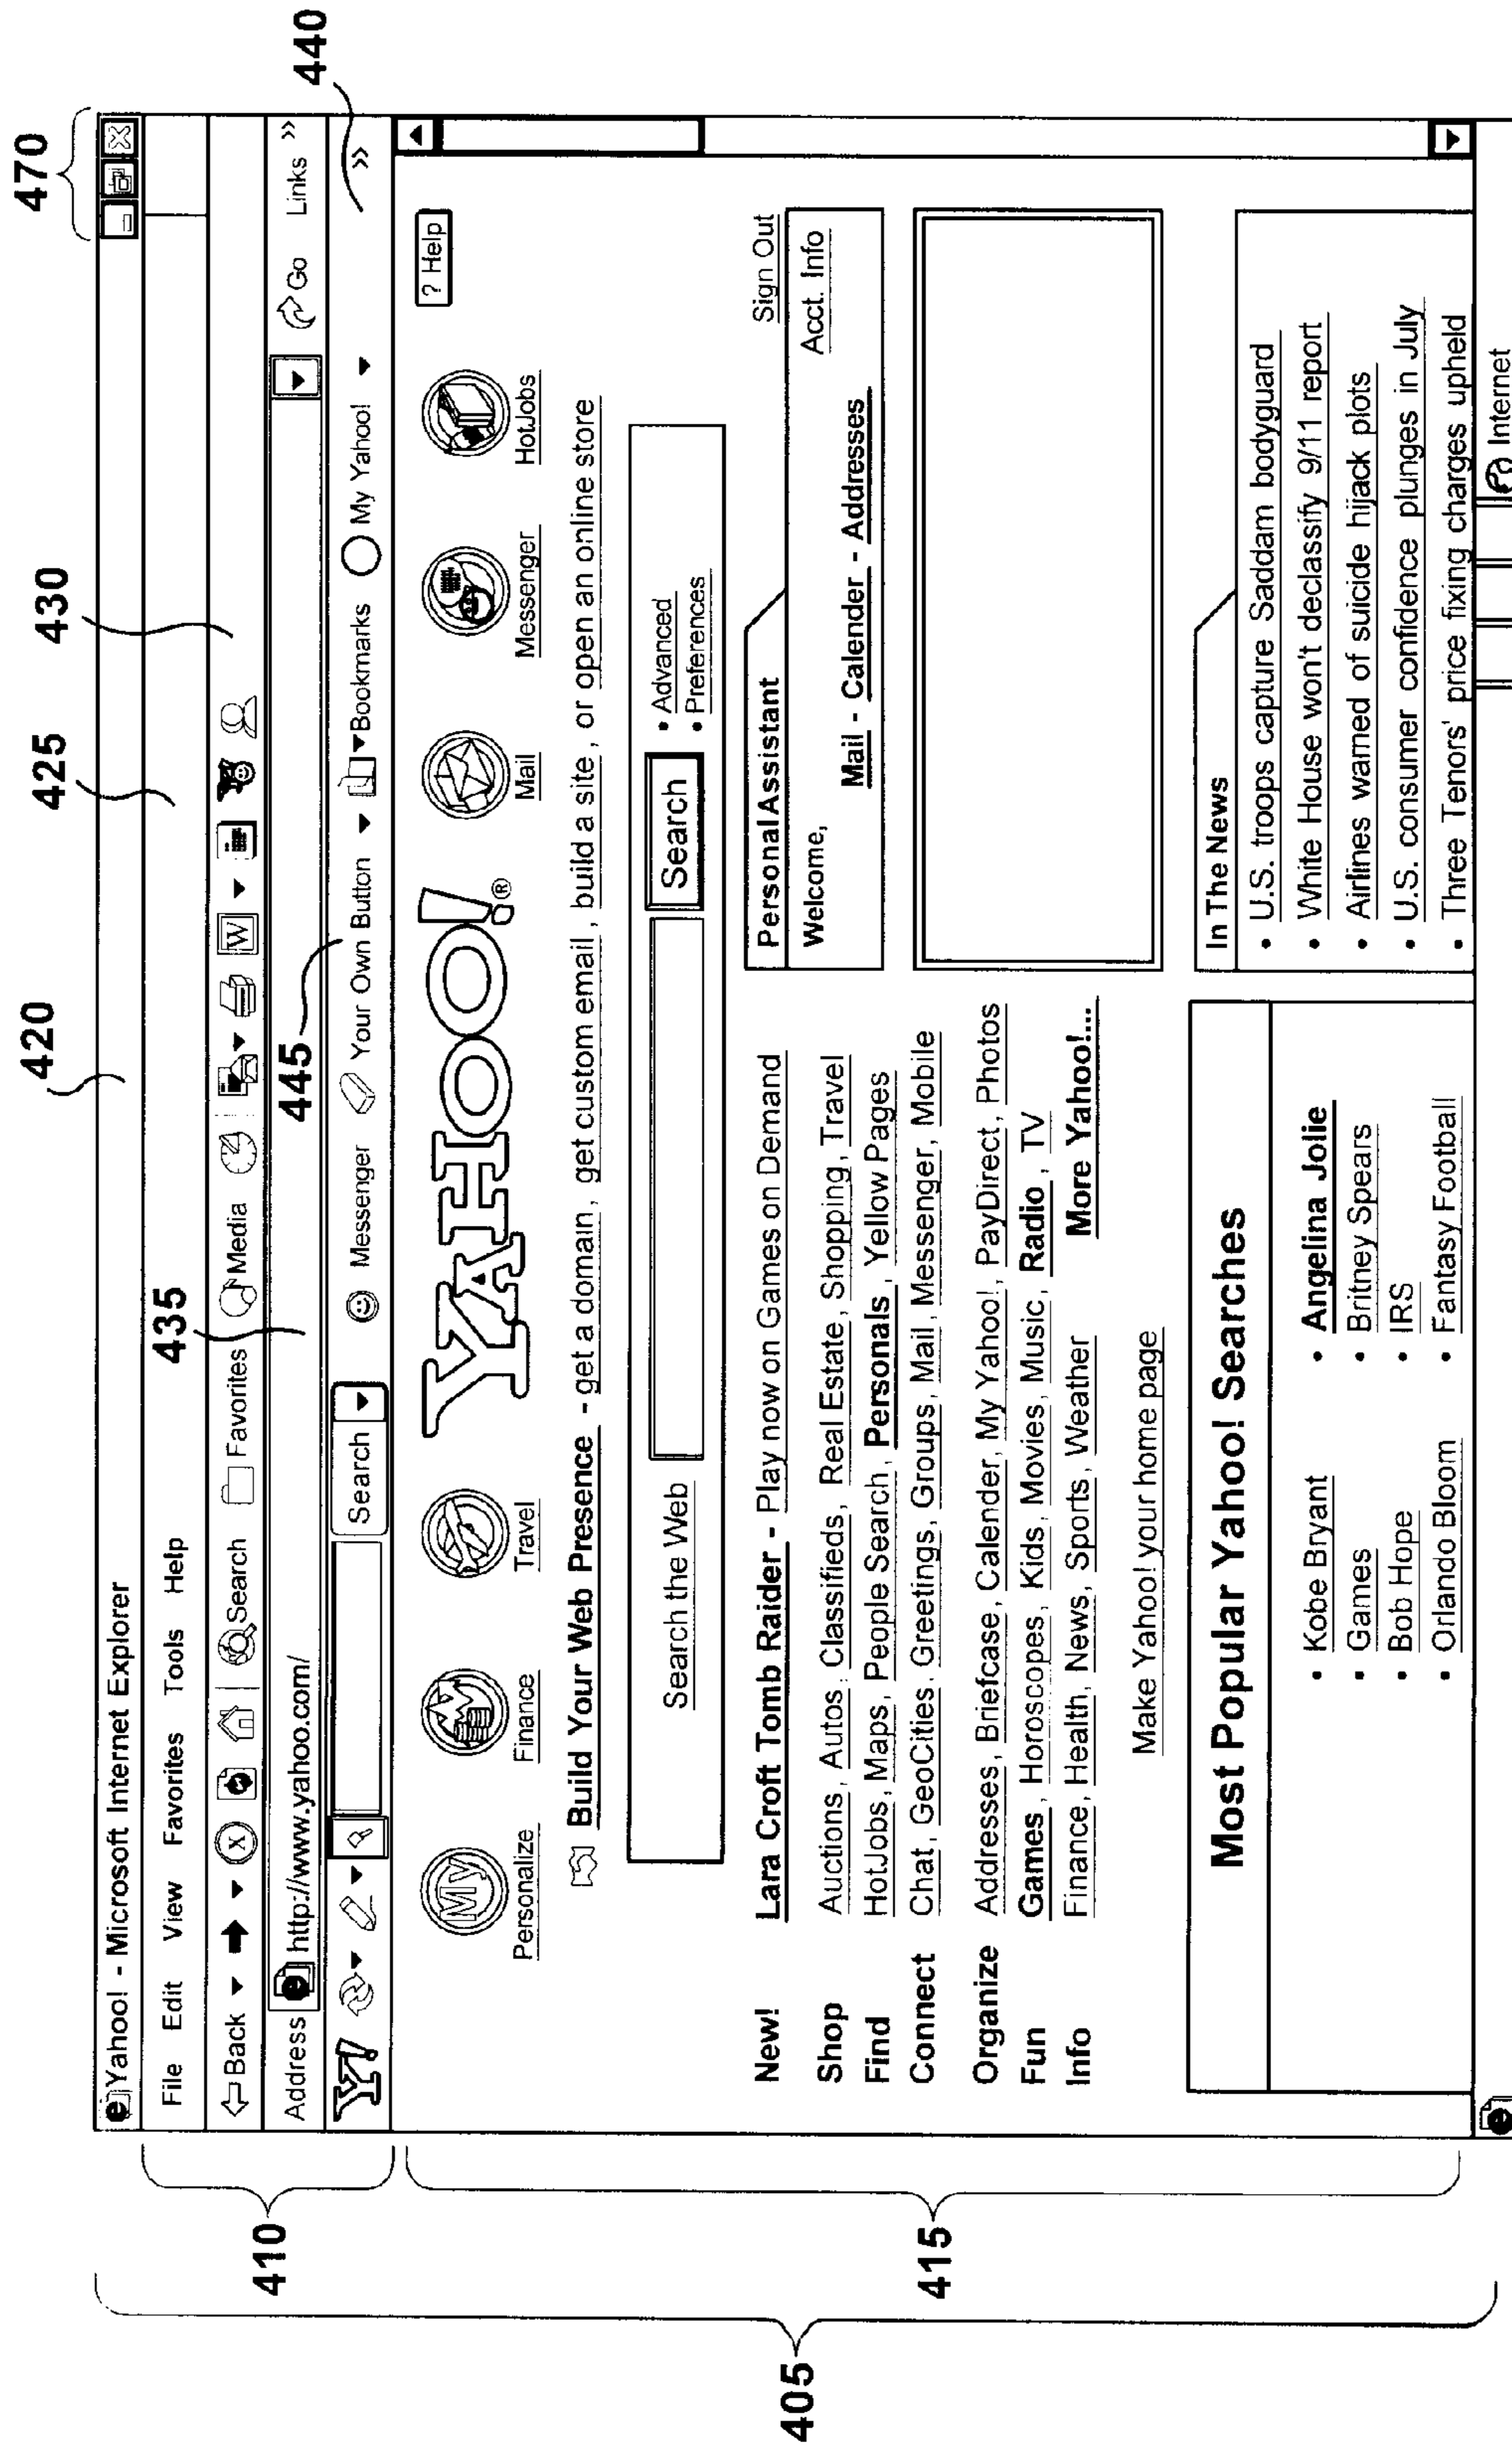 470
420
425
430
440
Yahoo! - Microsoft Internet Explorer
File Edit View Favorites Tools Help
Back X Search Favorites Media W
435
Address http://www.yahoo.com/ Go Links »
445
Y! Search Messenger Your Own Button Bookmarks My Yahoo! »
410
My YAHOO!® ? Help
Personalize Finance Travel Mail Messenger HotJobs
Build Your Web Presence - get a domain, get custom email, build a site, or open an online store
Search the Web Search • Advanced
• Preferences
New! Lara Croft Tomb Raider - Play now on Games on Demand
Shop Auctions, Autos, Classifieds, Real Estate, Shopping, Travel
Find HotJobs, Maps, People Search, Personals, Yellow Pages
Connect Chat, GeoCities, Greetings, Groups, Mail, Messenger, Mobile
Organize Addresses, Briefcase, Calender, My Yahoo!, PayDirect, Photos
Fun Games, Horoscopes, Kids, Movies, Music, Radio, TV
Info Finance, Health, News, Sports, Weather More Yahoo!...
Make Yahoo! your home page
Sign Out
Personal Assistant
Welcome, Acct. Info
Mail - Calender - Addresses
Most Popular Yahoo! Searches
• Kobe Bryant • Angelina Jolie
• Games • Britney Spears
• Bob Hope • IRS
• Orlando Bloom • Fantasy Football
In The News
• U.S. troops capture Saddam bodyguard
• White House won't declassify 9/11 report
• Airlines warned of suicide hijack plots
• U.S. consumer confidence plunges in July
• Three Tenors' price fixing charges upheld
Internet
415
405